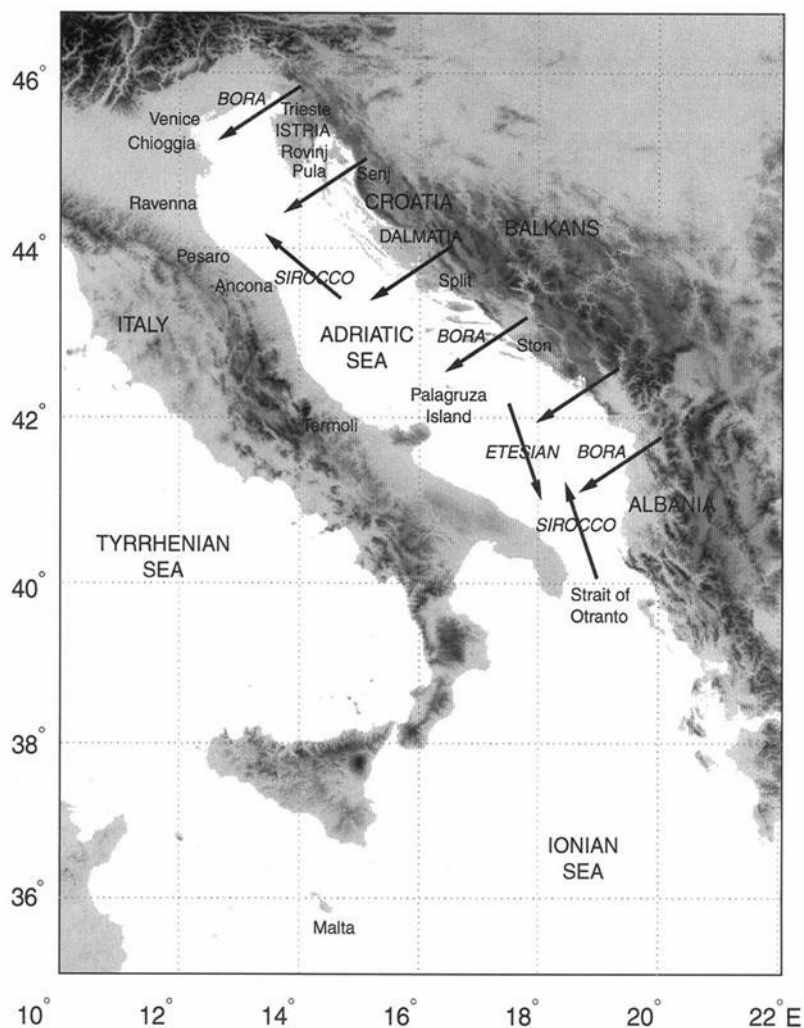 46°
BORA
Trieste
Venice
ISTRIA
Chioggia
Rovinj
Pula
Senj
CROATIA
Ravenna
BALKANS
DALMATIA
44°
Pesaro
SIROCCO
Ancona
Split
ITALY
ADRIATIC
SEA
BORA
Ston
Palagruza
Island
42°
Termoli
ETESIAN
BORA
ALBANIA
SIROCCO
TYRRHENIAN
SEA
40°
Strait of
Otranto
38°
IONIAN
SEA
36°
Malta
10° 12° 14° 16° 18° 20° 22° E